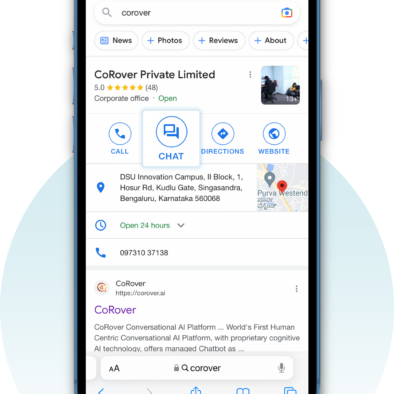 corover
News
+ Photos
+ Reviews
+ About
+
CoRover Private Limited
5.0 ★★★★★ (48)
Corporate office · Open
13+
CALL
CHAT
DIRECTIONS
WEBSITE
DSU Innovation Campus, II Block, 1,
Hosur Rd, Kudlu Gate, Singasandra,
Bengaluru, Karnataka 560068
Purva Westend
Open 24 hours
097310 37138
CoRover
https://corover.ai
CoRover
CoRover Conversational AI Platform ... World's First Human
Centric Conversational AI Platform, with proprietary cognitive
AI technology, offers managed Chatbot as ...
AA
corover